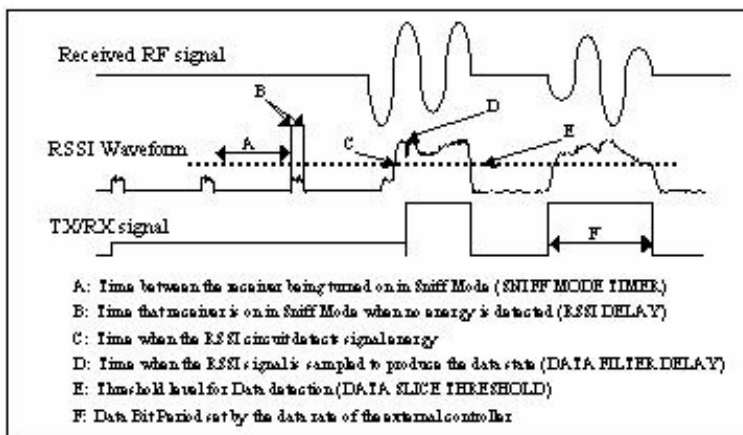 Received RF signal
B
D
A
C
E
RSSI Waveform
TX/RX signal
F
A: Time between the receiver being turned on in Sniff Mode (SNIFF MODE TIMER)
B: Time that receiver is on in Sniff Mode when no energy is detected (RSSI DELAY)
C: Time when the RSSI circuit detects signal energy
D: Time when the RSSI signal is sampled to produce the data state (DATA FILTER DELAY)
E: Threshold level for Data detection (DATA SLICE THRESHOLD)
F: Data Bit Period set by the data rate of the external controller